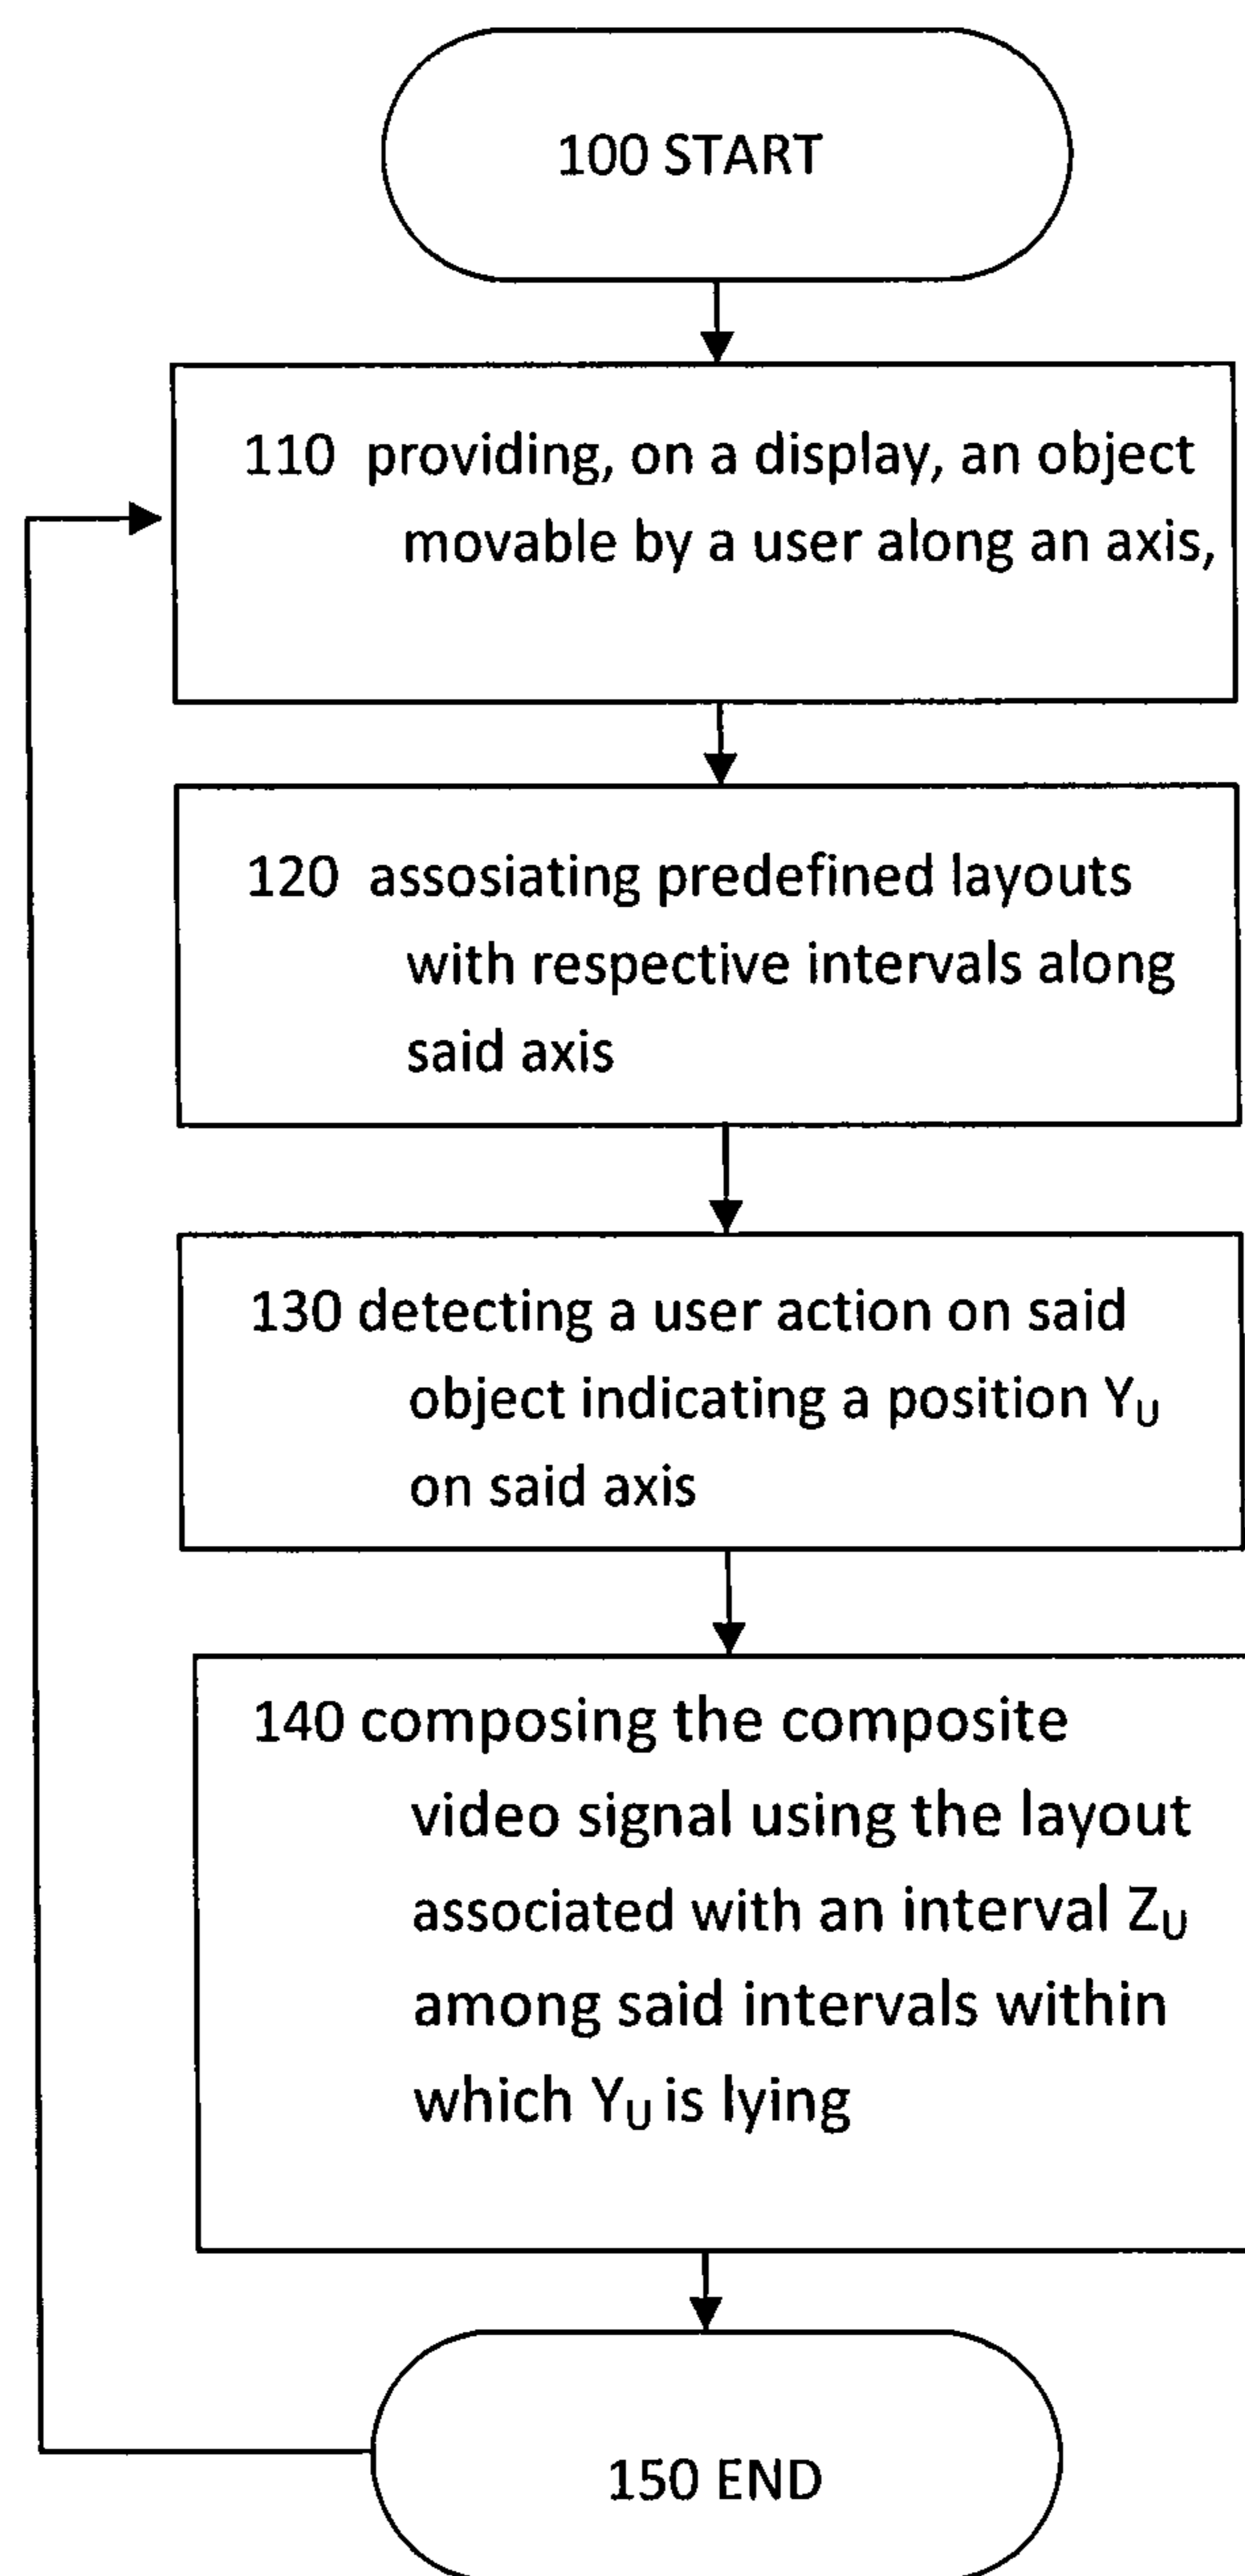 100 START
110 providing, on a display, an object
movable by a user along an axis,
120 assosiating predefined layouts
with respective intervals along
said axis
130 detecting a user action on said
object indicating a position Y_U
on said axis
140 composing the composite
video signal using the layout
associated with an interval Z_U
among said intervals within
which Y_U is lying
150 END